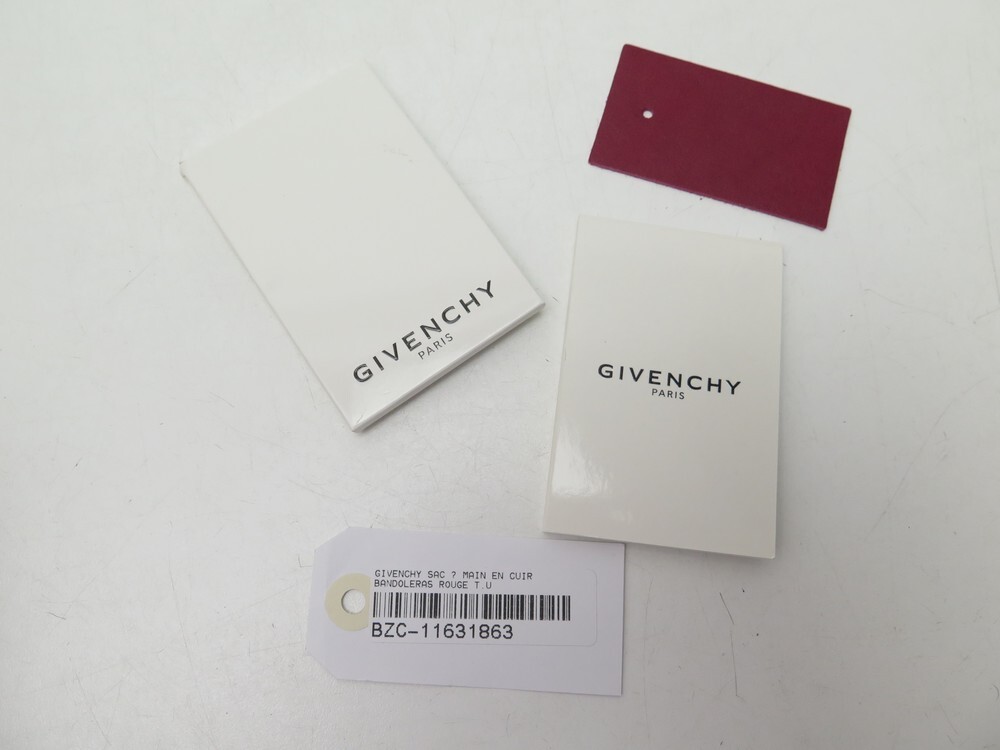 GIVENCHY
PARIS
GIVENCHY
PARIS
GIVENCHY SAC ? MAIN EN CUIR
BANDOLERAS ROUGE T.U
BZC-11631863